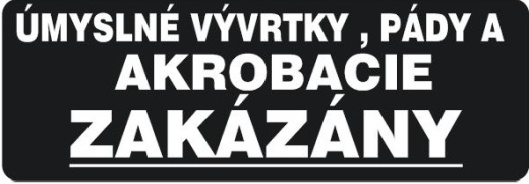 ÚMYSLNÉ VÝVRTKY , PÁDY A
AKROBACIE
ZAKÁZÁNY